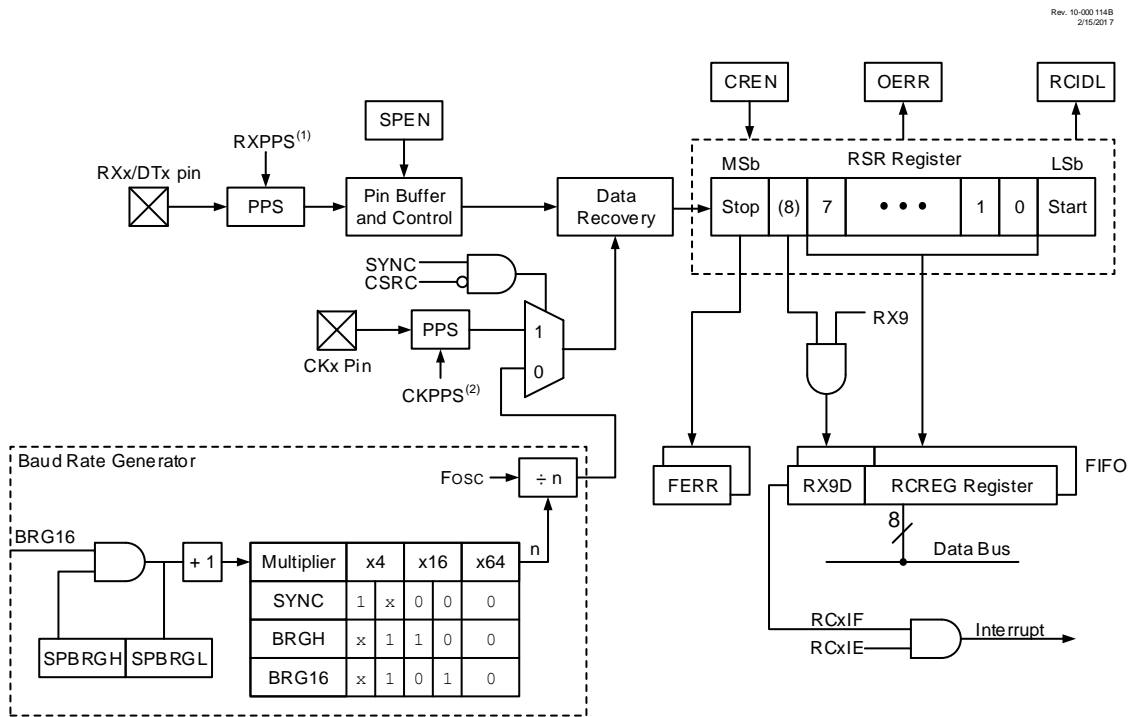 Rev. 10-000 114B
2/15/2017
CREN
OERR
RCIDL
SPEN
RXPPS(1)
RXx/DTx pin
PPS
Pin Buffer
and Control
Data
Recovery
MSb
RSR Register
LSb
Stop (8) 7 • • • 1 0 Start
SYNC
CSRC
CKx Pin
PPS
CKPPS(2)
1
0
RX9
Baud Rate Generator
Fosc
÷ n
n
BRG16
+ 1
SPBRGH SPBRGL
Multiplier x4 x16 x64
SYNC 1 x 0 0 0
BRGH x 1 1 0 0
BRG16 x 1 0 1 0
FERR
RX9D
RCREG Register
FIFO
8
Data Bus
RCxIF
RCxIE
Interrupt